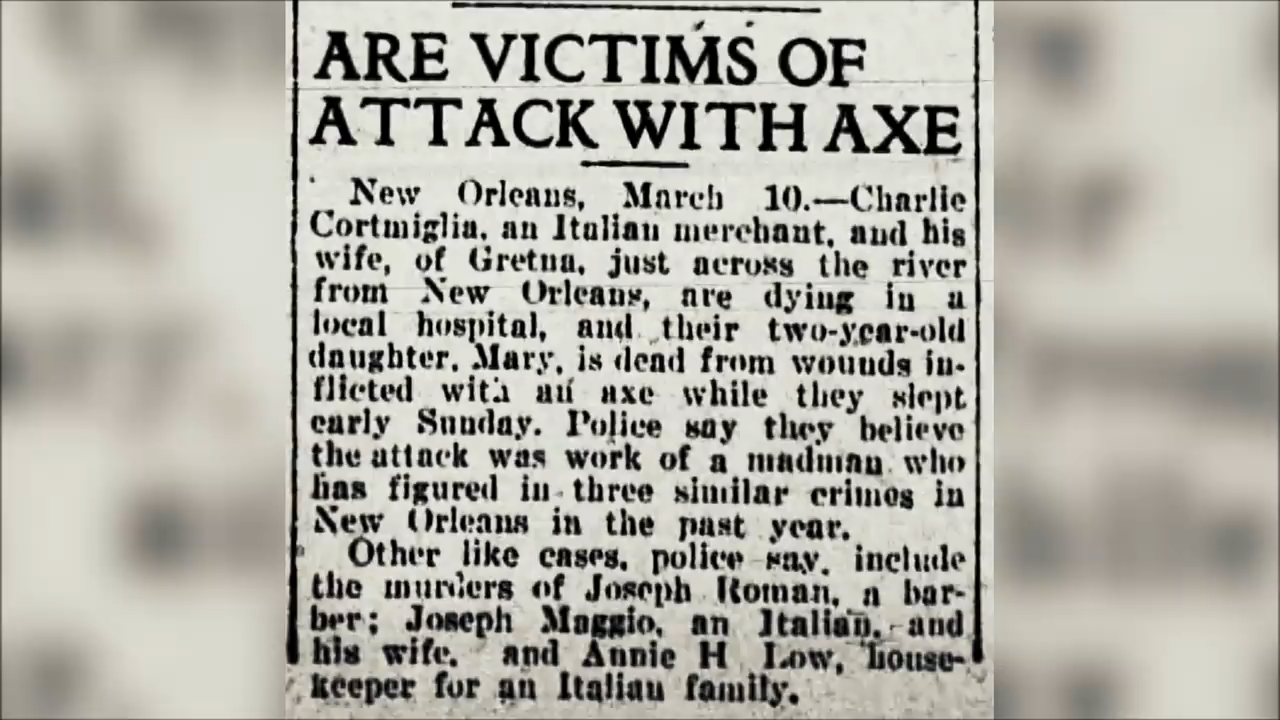 ARE VICTIMS OF
ATTACK WITH AXE
New Orleans, March 10.—Charlie
Cortmiglia, an Italian merchant, and his
wife, of Gretna, just across the river
from New Orleans, are dying in a
local hospital, and their two-year-old
daughter, Mary, is dead from wounds in-
flicted with an axe while they slept
early Sunday. Police say they believe
the attack was work of a madman who
has figured in three similar crimes in
New Orleans in the past year.
Other like cases, police say, include
the murders of Joseph Roman, a bar-
ber; Joseph Maggio, an Italian, and
his wife, and Annie H Low, house-
keeper for an Italian family.